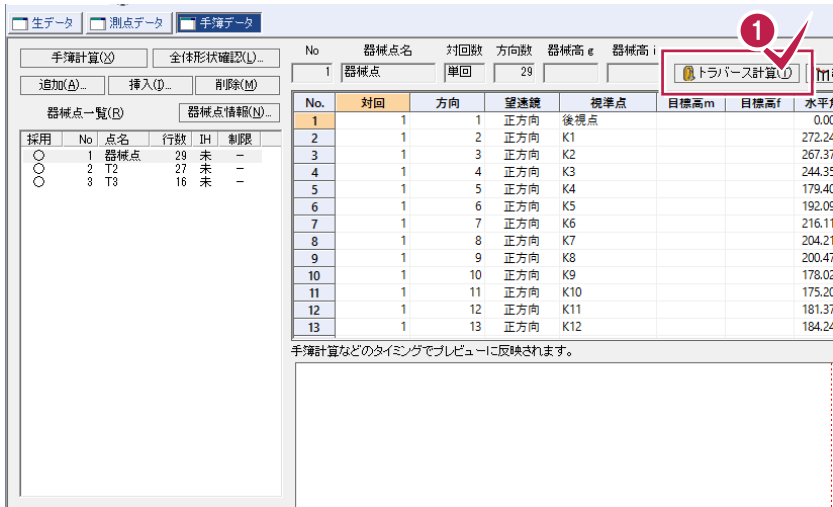 生データ 測点データ 手簿データ
1
手簿計算(X) 全体形状確認(L)...
追加(A)... 挿入(I)... 削除(M)
器械点一覧(R) 器械点情報(N)...
採用 No 点名 行数 IH 制限
○ 1 器械点 29 未 －
○ 2 T2 27 未 －
○ 3 T3 16 未 －
No 器械点名 対回数 方向数 器械高 g 器械高 i
1 器械点 単回 29
トラバース計算(J)
No. 対回 方向 望遠鏡 視準点 目標高m 目標高f 水平角
1 1 1 正方向 後視点 0.00
2 1 2 正方向 K1 272.24
3 1 3 正方向 K2 267.37
4 1 4 正方向 K3 244.35
5 1 5 正方向 K4 179.40
6 1 6 正方向 K5 192.09
7 1 7 正方向 K6 216.11
8 1 8 正方向 K7 204.21
9 1 9 正方向 K8 200.47
10 1 10 正方向 K9 178.02
11 1 11 正方向 K10 175.20
12 1 12 正方向 K11 181.37
13 1 13 正方向 K12 184.24
手簿計算などのタイミングでプレビューに反映されます。